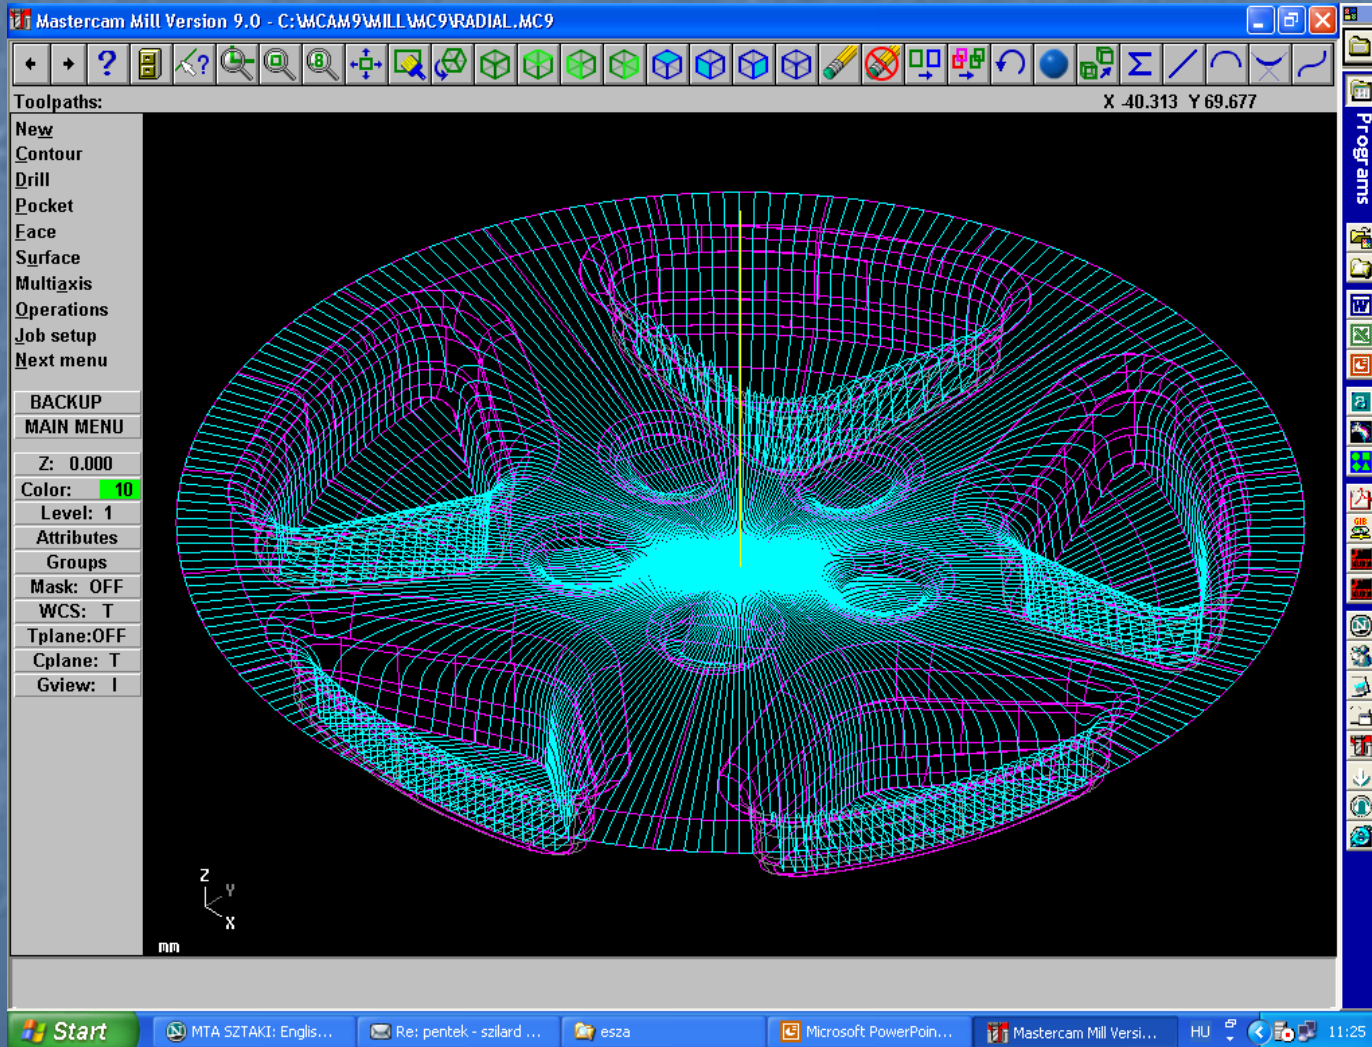 Mastercam Mill Version 9.0 - C:\MCAM9\MILL\MC9\RADIAL.MC9
Toolpaths:
X -40.313 Y 69.677
New
Contour
Drill
Pocket
Face
Surface
Multiaxis
Operations
Job setup
Next menu
BACKUP
MAIN MENU
Z: 0.000
Color: 10
Level: 1
Attributes
Groups
Mask: OFF
WCS: T
Tplane:OFF
Cplane: T
Gview: I
Z
Y
X
mm
Programs
Start
MTA SZTAKI: Englis...
Re: pentek - szilard ...
esza
Microsoft PowerPoin...
Mastercam Mill Versi...
HU
11:25